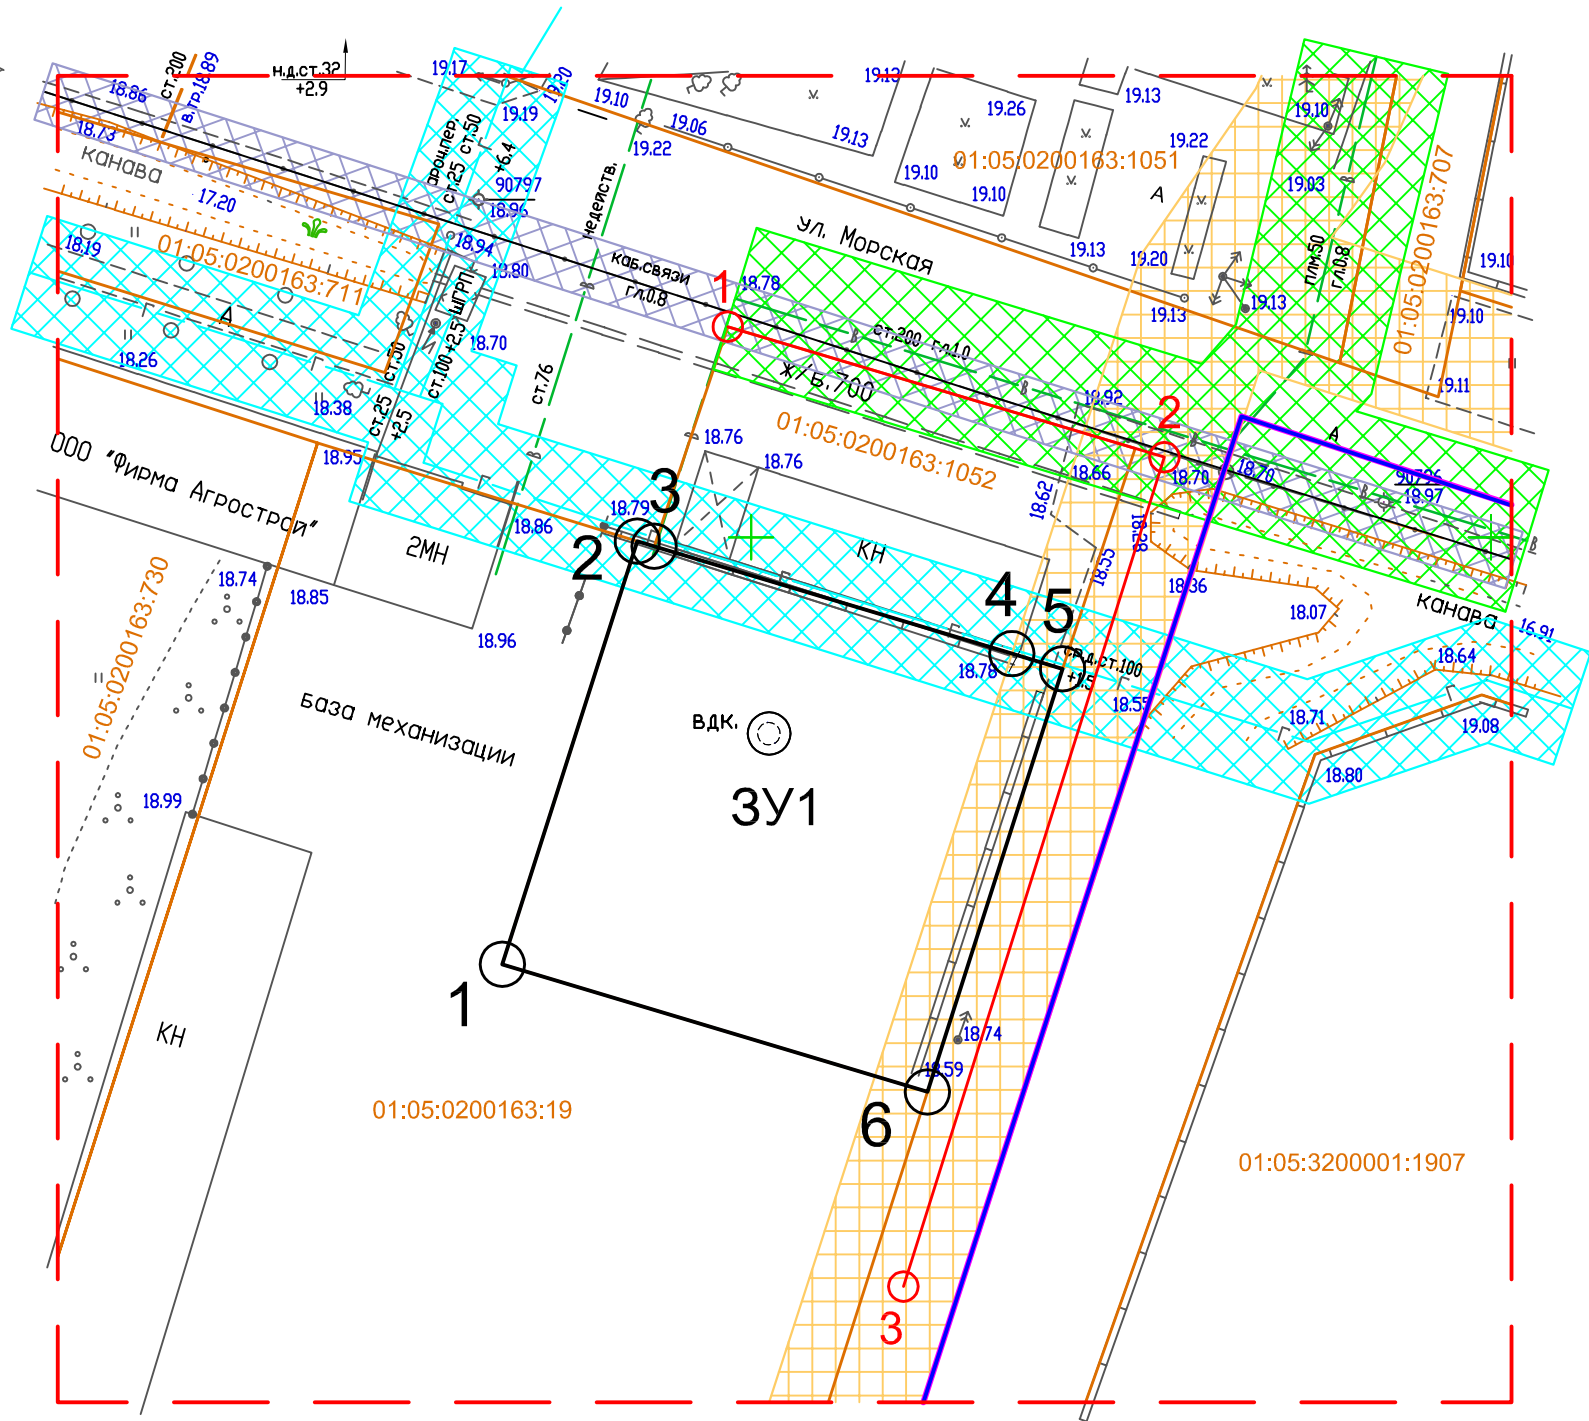 н.д.ст.32
+2.9
ст.200
в.тр.18.89
18.86
18.73
канава
17.20
18.19
01:05:0200163:711
А
18.26
19.17
19.20
19.19
ст.25 ст.50
+6.4
90797
18.96
18.94
18.80
ШГРП
18.70
ст.100+2.5
ст.25 ст.50
+2.5
18.38
18.95
недейств.
ст.76
19.10
19.06
19.22
19.13
19.13
19.26
19.13
19.10
19.10
19.22
01:05:0200163:1051
А
19.10
19.03
19.13
19.20
19.13
19.13
плм.50
гл.0.8
01:05:0200163:707
19.10
19.10
19.11
ул. Морская
каб.связи
гл.0.8
1
18.78
В
ст.200 гл.1.0
В
ж/б.700
18.92
2
В
А
01:05:0200163:1052
18.76
18.76
18.66
18.70
18.70
90796
18.97
В
В
18.62
18.55
18.28
18.36
18.07
канава
16.91
18.64
19.08
18.71
18.80
ООО "Фирма Агрострой"
2МН
18.86
В
18.79
3
2
КН
4
5
ср.д.ст.100
+1.5
18.78
18.55
18.74
18.85
18.96
01:05:0200163:730
База механизации
вдк.
ЗУ1
18.99
1
КН
18.74
18.59
6
01:05:0200163:19
01:05:3200001:1907
3